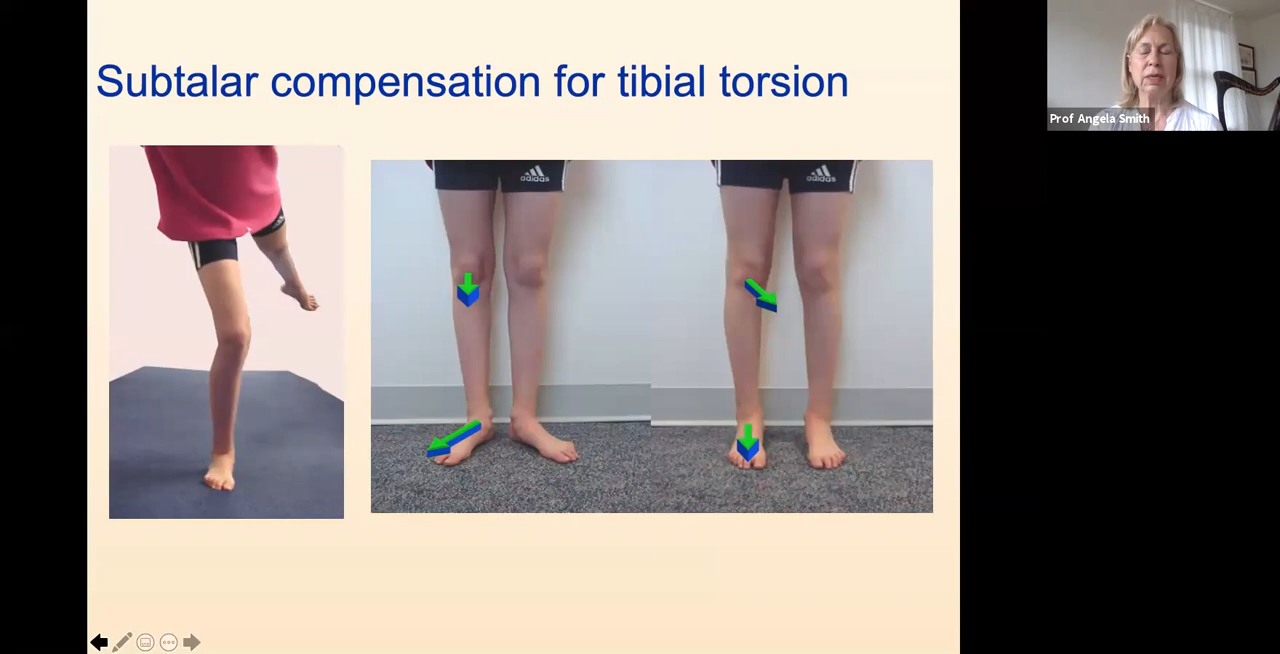 Subtalar compensation for tibial torsion
Prof Angela Smith
adidas
adidas